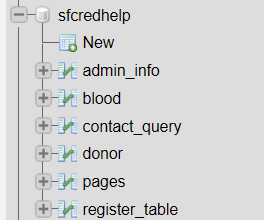 sfcredhelp
New
admin_info
blood
contact_query
donor
pages
register_table